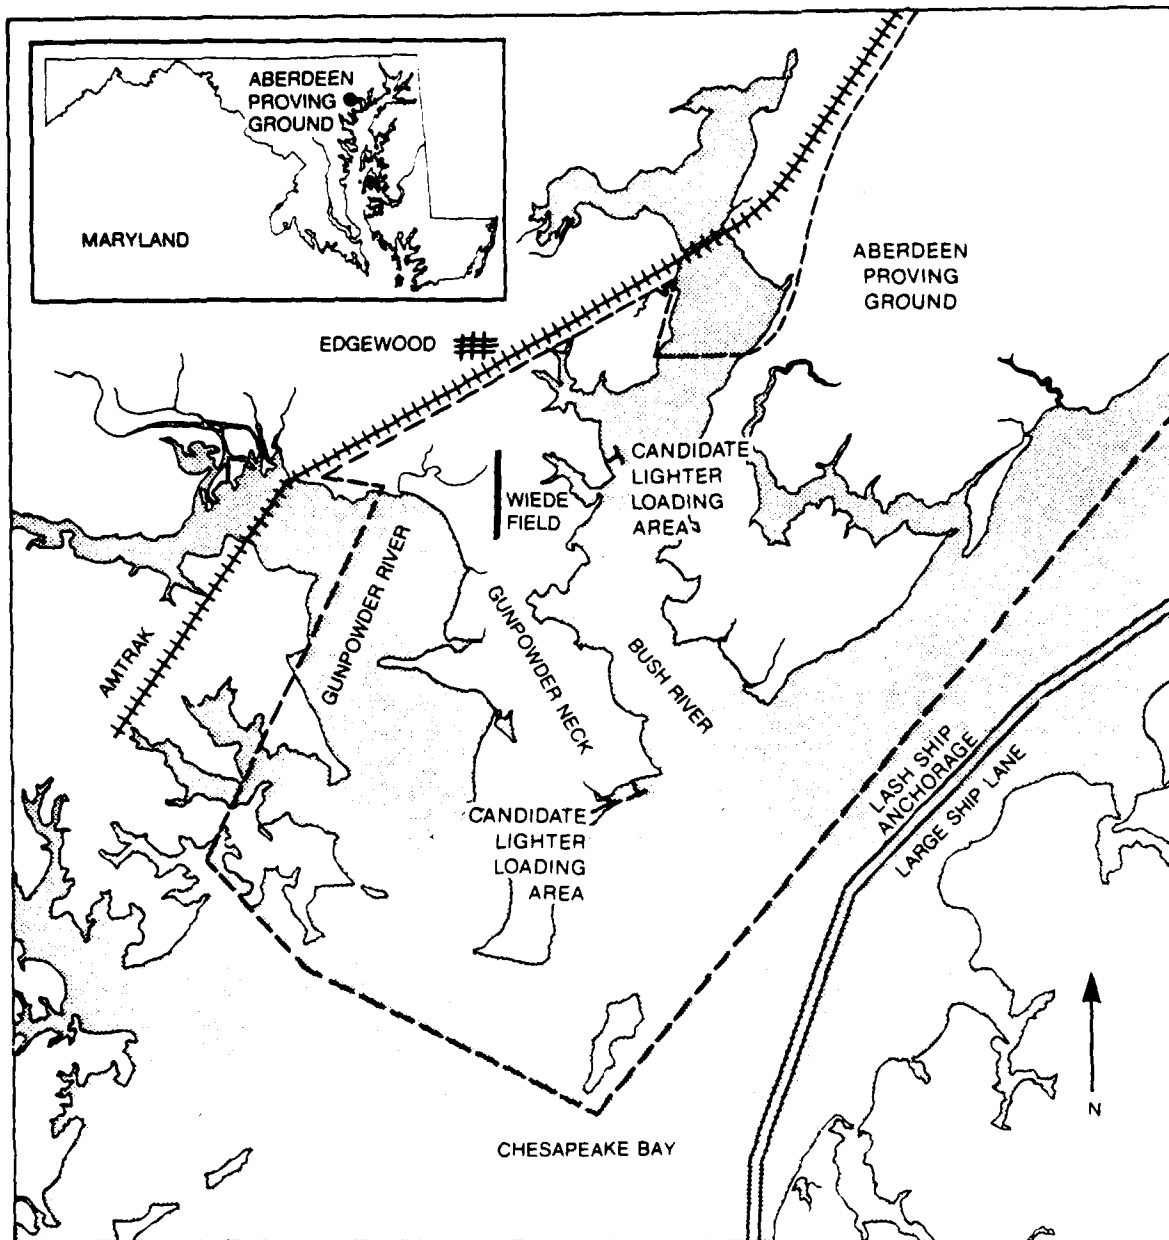 ABERDEEN
PROVING
GROUND
MARYLAND
ABERDEEN
PROVING
GROUND
EDGEWOOD
CANDIDATE
LIGHTER
LOADING
AREAS
WIEDE
FIELD
GUNPOWDER RIVER
GUNPOWDER NECK
BUSH RIVER
AMTRAK
LASH SHIP
ANCHORAGE
LARGE SHIP LANE
CANDIDATE
LIGHTER
LOADING
AREA
N
CHESAPEAKE BAY